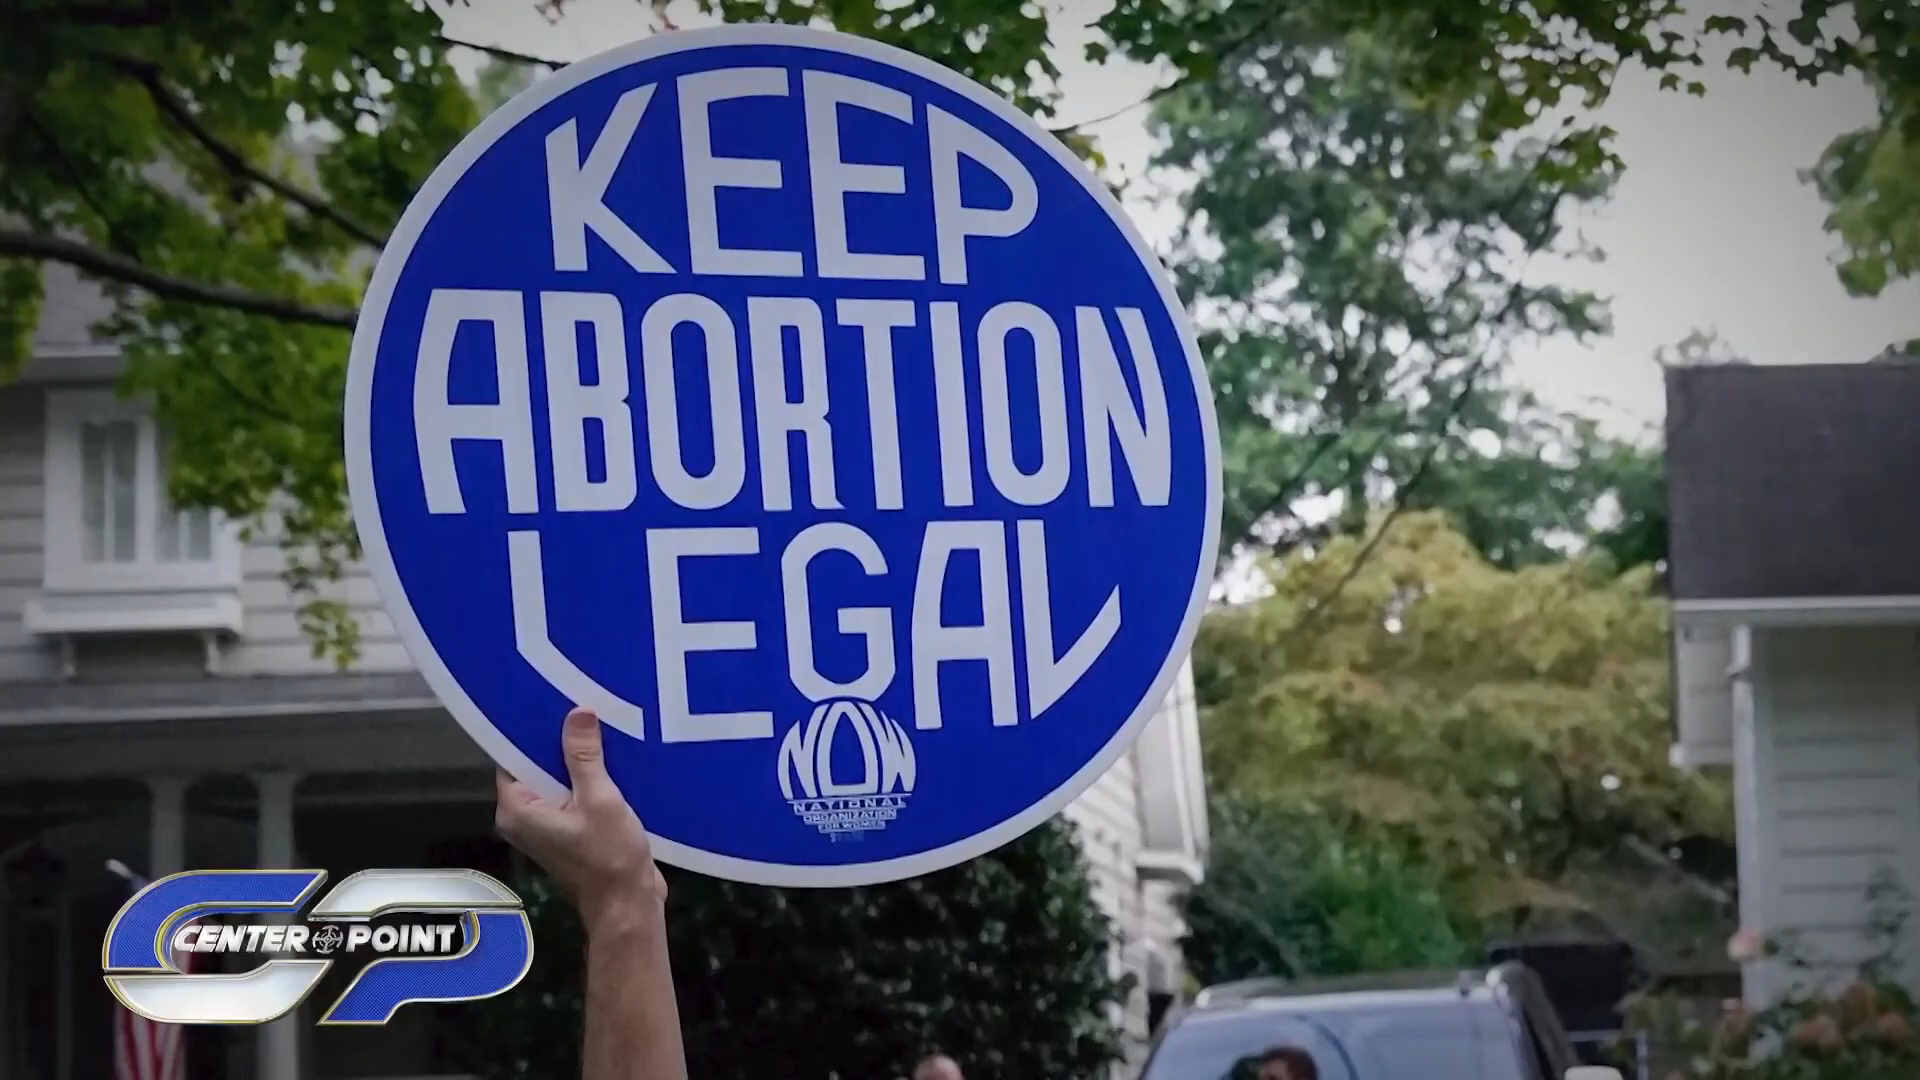 KEEP
ABORTION
LEGAL
NOW
NATIONAL
ORGANIZATION
FOR WOMEN
CENTER POINT